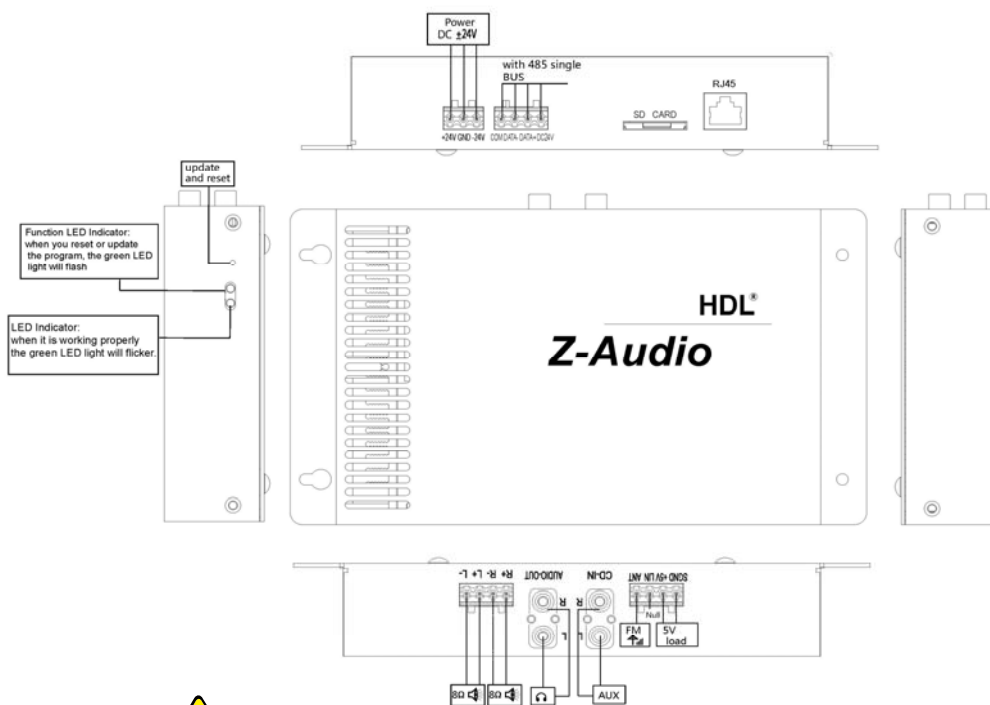 Power
DC ±24V
with 485 single
BUS
+24V GND -24V
COM DATA- DATA+ DC24V
SD CARD
RJ45
update
and reset
Function LED Indicator:
when you reset or update
the program, the green LED
light will flash
LED Indicator:
when it is working properly
the green LED light will flicker.
HDL®
Z-Audio
L- L+ R- R+
AUDIO-OUT
CD-IN
ANT LIN +5V SGND
R
R
L
L
Null
FM
5V
load
8Ω
8Ω
AUX